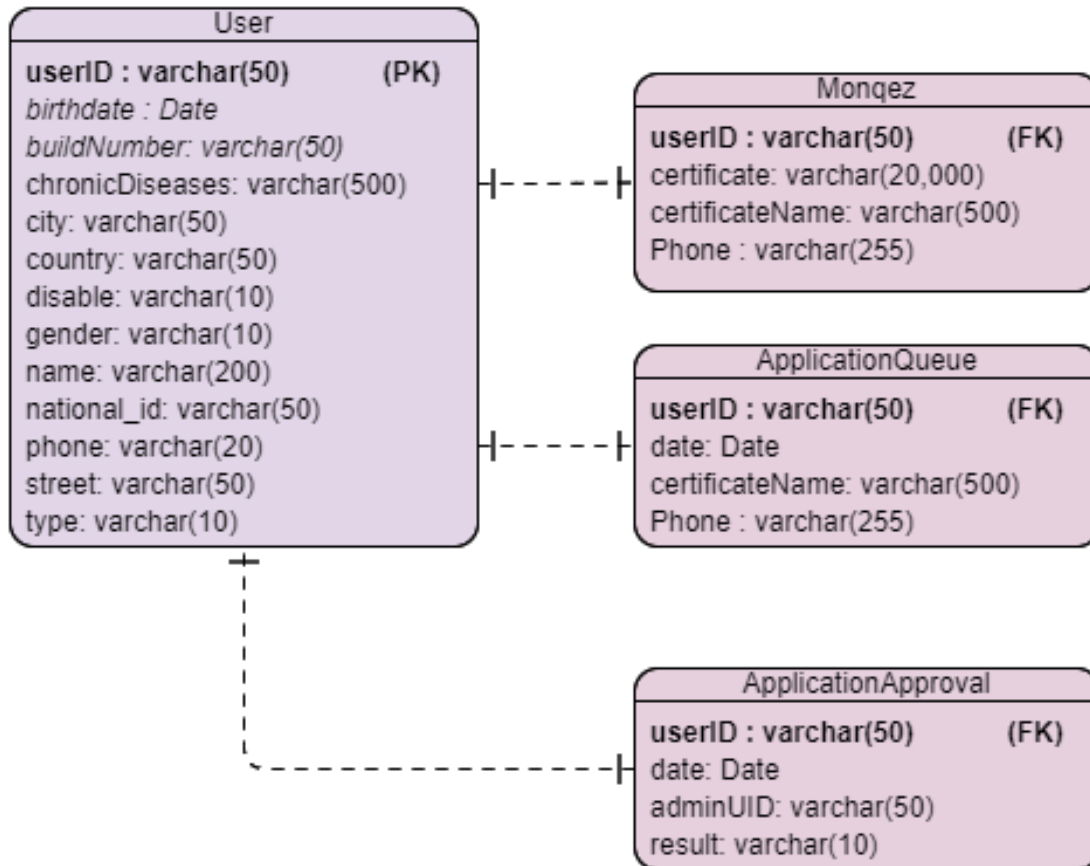 User
userID : varchar(50) (PK)
birthdate : Date
buildNumber: varchar(50)
chronicDiseases: varchar(500)
city: varchar(50)
country: varchar(50)
disable: varchar(10)
gender: varchar(10)
name: varchar(200)
national_id: varchar(50)
phone: varchar(20)
street: varchar(50)
type: varchar(10)
Monqez
userID : varchar(50) (FK)
certificate: varchar(20,000)
certificateName: varchar(500)
Phone : varchar(255)
ApplicationQueue
userID : varchar(50) (FK)
date: Date
certificateName: varchar(500)
Phone : varchar(255)
ApplicationApproval
userID : varchar(50) (FK)
date: Date
adminUID: varchar(50)
result: varchar(10)